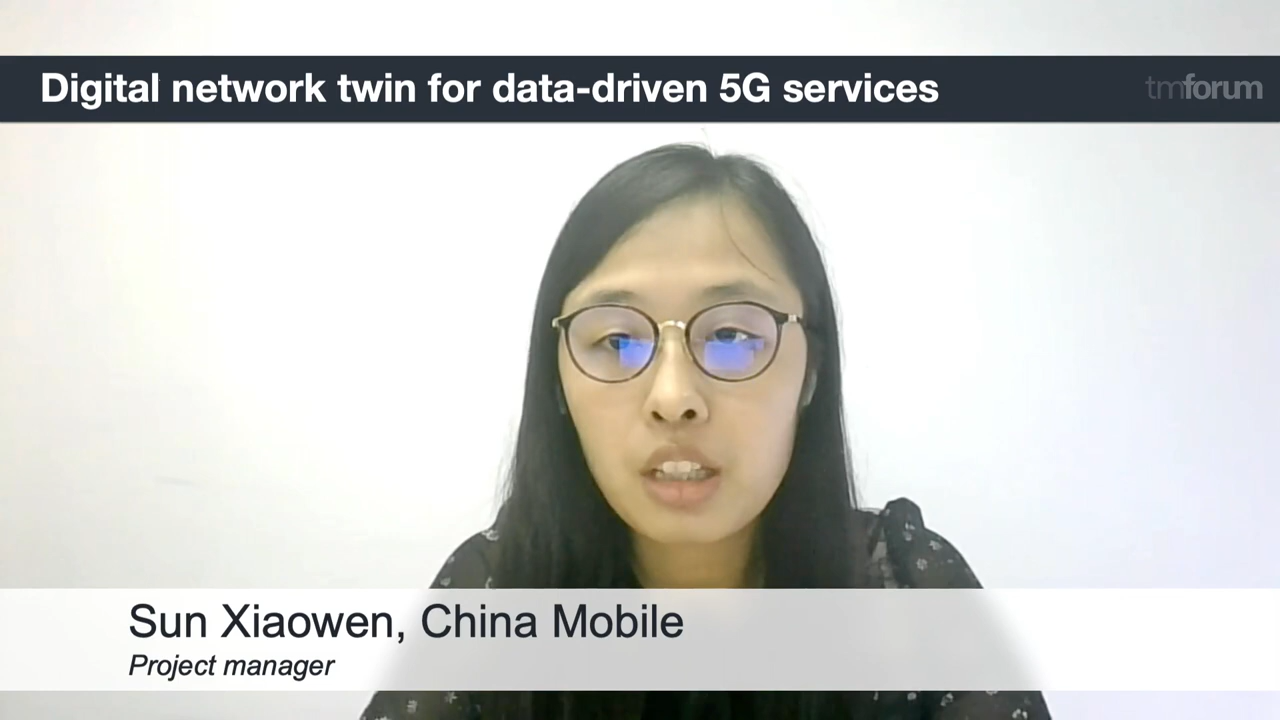 Digital network twin for data-driven 5G services
tmforum
Sun Xiaowen, China Mobile
Project manager